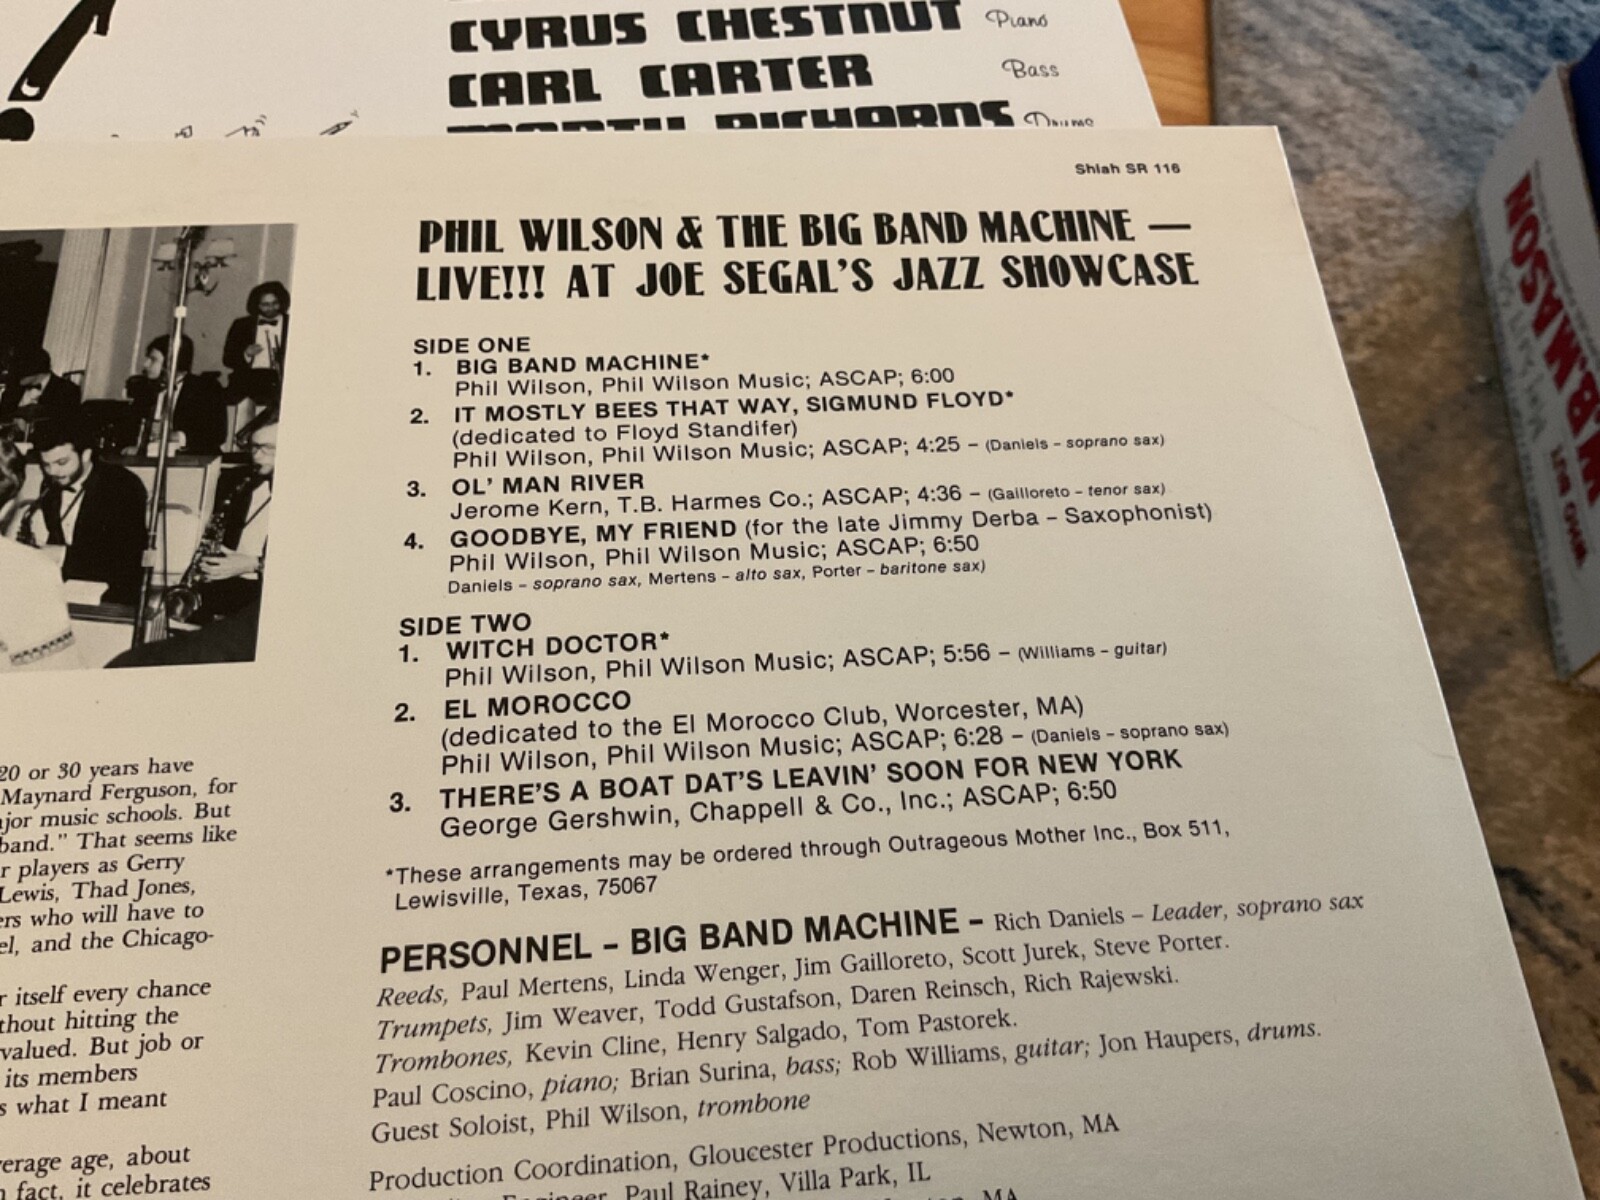 CYRUS CHESTNUT Piano
CARL CARTER Bass
Drums
Shiah SR 116
PHIL WILSON & THE BIG BAND MACHINE —
LIVE!!! AT JOE SEGAL'S JAZZ SHOWCASE
SIDE ONE
1. BIG BAND MACHINE*
Phil Wilson, Phil Wilson Music; ASCAP; 6:00
2. IT MOSTLY BEES THAT WAY, SIGMUND FLOYD*
(dedicated to Floyd Standifer)
Phil Wilson, Phil Wilson Music; ASCAP; 4:25 – (Daniels – soprano sax)
3. OL' MAN RIVER
Jerome Kern, T.B. Harmes Co.; ASCAP; 4:36 – (Gailloreto – tenor sax)
4. GOODBYE, MY FRIEND (for the late Jimmy Derba – Saxophonist)
Phil Wilson, Phil Wilson Music; ASCAP; 6:50
Daniels – soprano sax, Mertens – alto sax, Porter – baritone sax)
SIDE TWO
1. WITCH DOCTOR*
Phil Wilson, Phil Wilson Music; ASCAP; 5:56 – (Williams – guitar)
2. EL MOROCCO
(dedicated to the El Morocco Club, Worcester, MA)
Phil Wilson, Phil Wilson Music; ASCAP; 6:28 – (Daniels – soprano sax)
3. THERE'S A BOAT DAT'S LEAVIN' SOON FOR NEW YORK
George Gershwin, Chappell & Co., Inc.; ASCAP; 6:50
*These arrangements may be ordered through Outrageous Mother Inc., Box 511,
Lewisville, Texas, 75067
PERSONNEL – BIG BAND MACHINE – Rich Daniels – Leader, soprano sax
Reeds, Paul Mertens, Linda Wenger, Jim Gailloreto, Scott Jurek, Steve Porter.
Trumpets, Jim Weaver, Todd Gustafson, Daren Reinsch, Rich Rajewski.
Trombones, Kevin Cline, Henry Salgado, Tom Pastorek.
Paul Coscino, piano; Brian Surina, bass; Rob Williams, guitar; Jon Haupers, drums.
Guest Soloist, Phil Wilson, trombone
Production Coordination, Gloucester Productions, Newton, MA
Engineer, Paul Rainey, Villa Park, IL
MA
20 or 30 years have
Maynard Ferguson, for
music schools. But
band." That seems like
players as Gerry
Lewis, Thad Jones,
who will have to
and the Chicago-
itself every chance
hitting the
valued. But job or
its members
what I meant
age, about
fact, it celebrates
W.B.MASON
WHO BUT